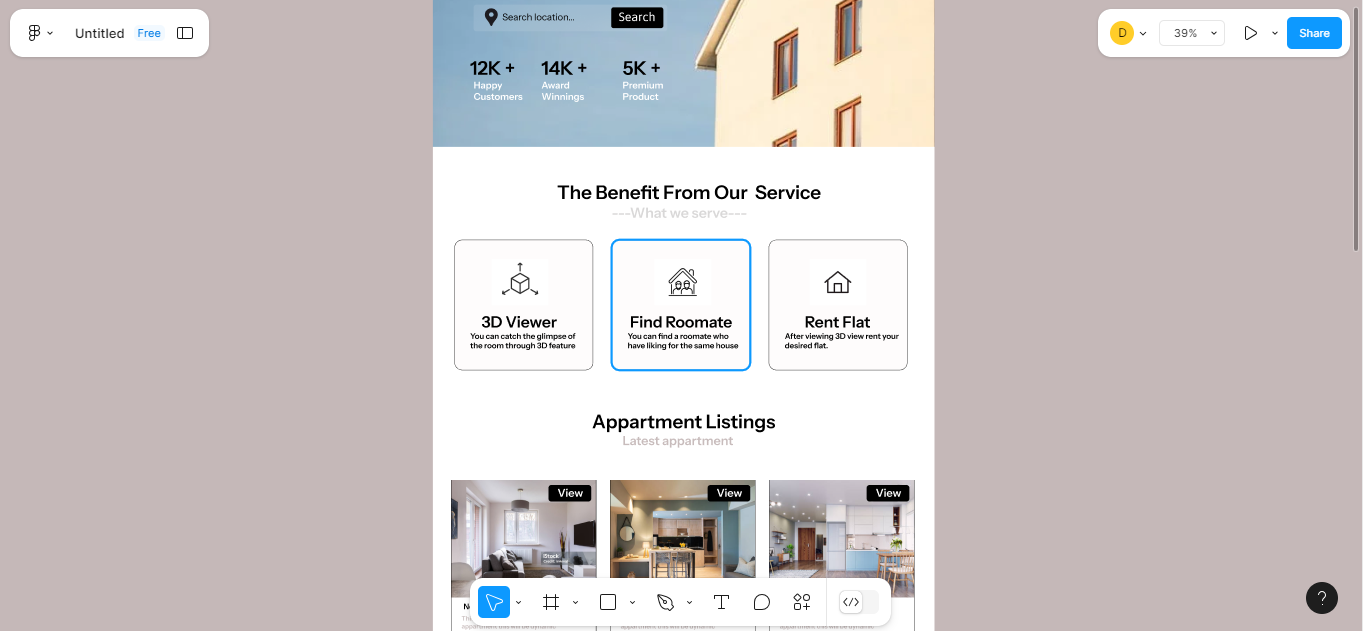 Untitled Free
D 39% Share
Search location... Search
12K + 14K + 5K +
Happy Award Premium
Customers Winnings Product
The Benefit From Our Service
---What we serve---
3D Viewer
You can catch the glimpse of
the room through 3D feature
Find Roomate
You can find a roomate who
have liking for the same house
Rent Flat
After viewing 3D view rent your
desired flat.
Appartment Listings
Latest appartment
View View View
iStock